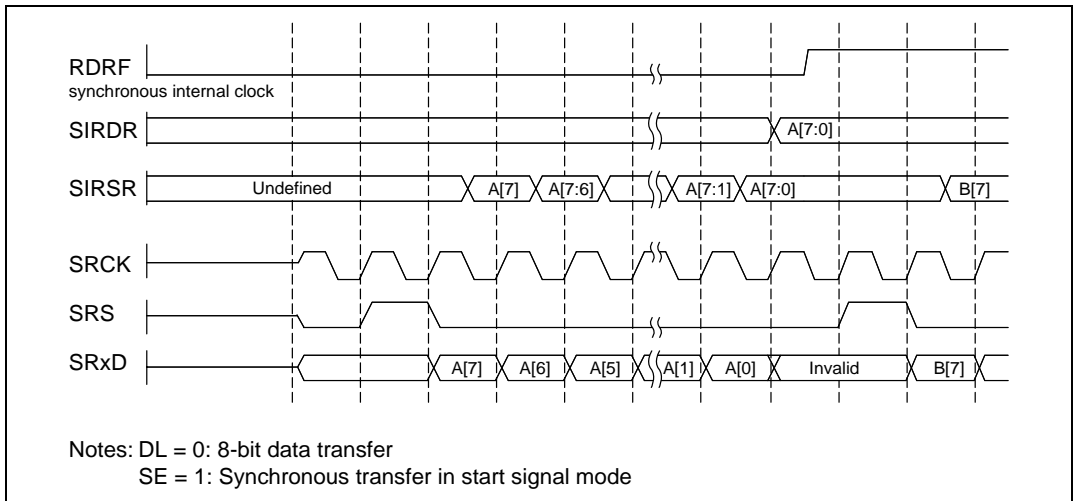 RDRF
synchronous internal clock
SIRDR A[7:0]
SIRSR Undefined A[7] A[7:6] A[7:1] A[7:0] B[7]
SRCK
SRS
SRxD A[7] A[6] A[5] A[1] A[0] Invalid B[7]
Notes: DL = 0: 8-bit data transfer
SE = 1: Synchronous transfer in start signal mode